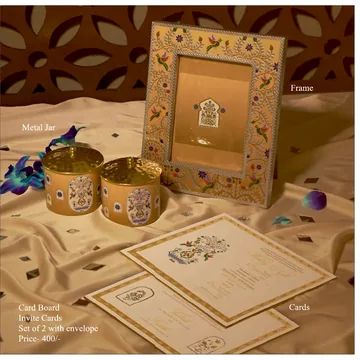 Frame
Metal Jar
Card Board
Invite Cards
Set of 2 with envelope
Price- 400/-
Cards